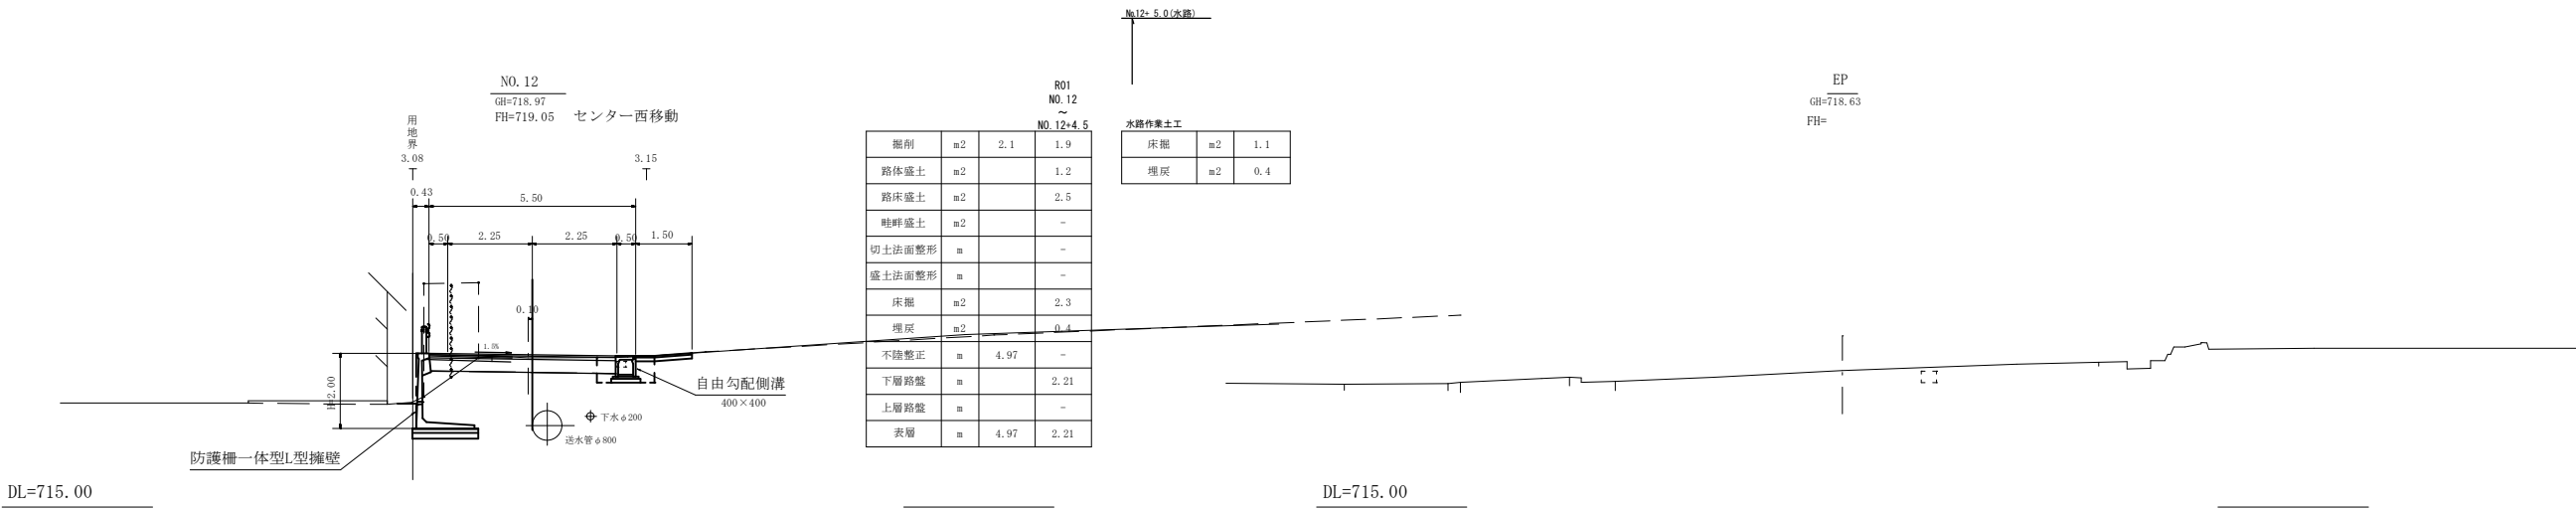 №12+ 5.0(水路)
NO.12
GH=718.97
FH=719.05 センター西移動
用地界
3.08
3.15
0.43
5.50
0.50
2.25
2.25
0.50
1.50
0.10
1.5%
H=2.00
自由勾配側溝
400×400
下水φ200
送水管φ800
防護柵一体型L型擁壁
DL=715.00
R01
NO.12
~
NO.12+4.5
掘削 m2 2.1 1.9
路体盛土 m2 1.2
路床盛土 m2 2.5
畦畔盛土 m2 -
切土法面整形 m -
盛土法面整形 m -
床掘 m2 2.3
埋戻 m2 0.4
不陸整正 m 4.97 -
下層路盤 m 2.21
上層路盤 m -
表層 m 4.97 2.21
水路作業土工
床掘 m2 1.1
埋戻 m2 0.4
EP
GH=718.63
FH=
DL=715.00